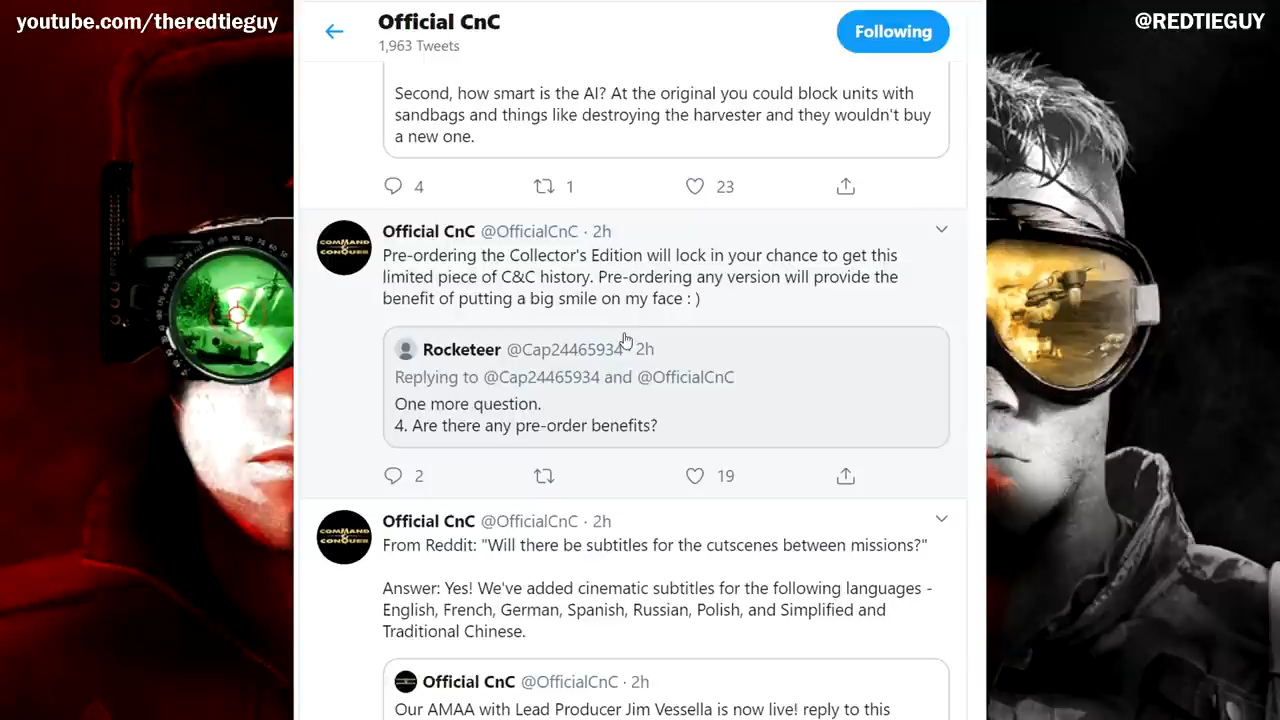 youtube.com/theredtieguy
@REDTIEGUY
Official CnC
1,963 Tweets
Following
Second, how smart is the AI? At the original you could block units with
sandbags and things like destroying the harvester and they wouldn't buy
a new one.
4 1 23
COMMAND & CONQUER
Official CnC @OfficialCnC · 2h
Pre-ordering the Collector's Edition will lock in your chance to get this
limited piece of C&C history. Pre-ordering any version will provide the
benefit of putting a big smile on my face : )
Rocketeer @Cap24465934 · 2h
Replying to @Cap24465934 and @OfficialCnC
One more question.
4. Are there any pre-order benefits?
2 19
COMMAND & CONQUER
Official CnC @OfficialCnC · 2h
From Reddit: "Will there be subtitles for the cutscenes between missions?"
Answer: Yes! We've added cinematic subtitles for the following languages -
English, French, German, Spanish, Russian, Polish, and Simplified and
Traditional Chinese.
Official CnC @OfficialCnC · 2h
Our AMAA with Lead Producer Jim Vessella is now live! reply to this